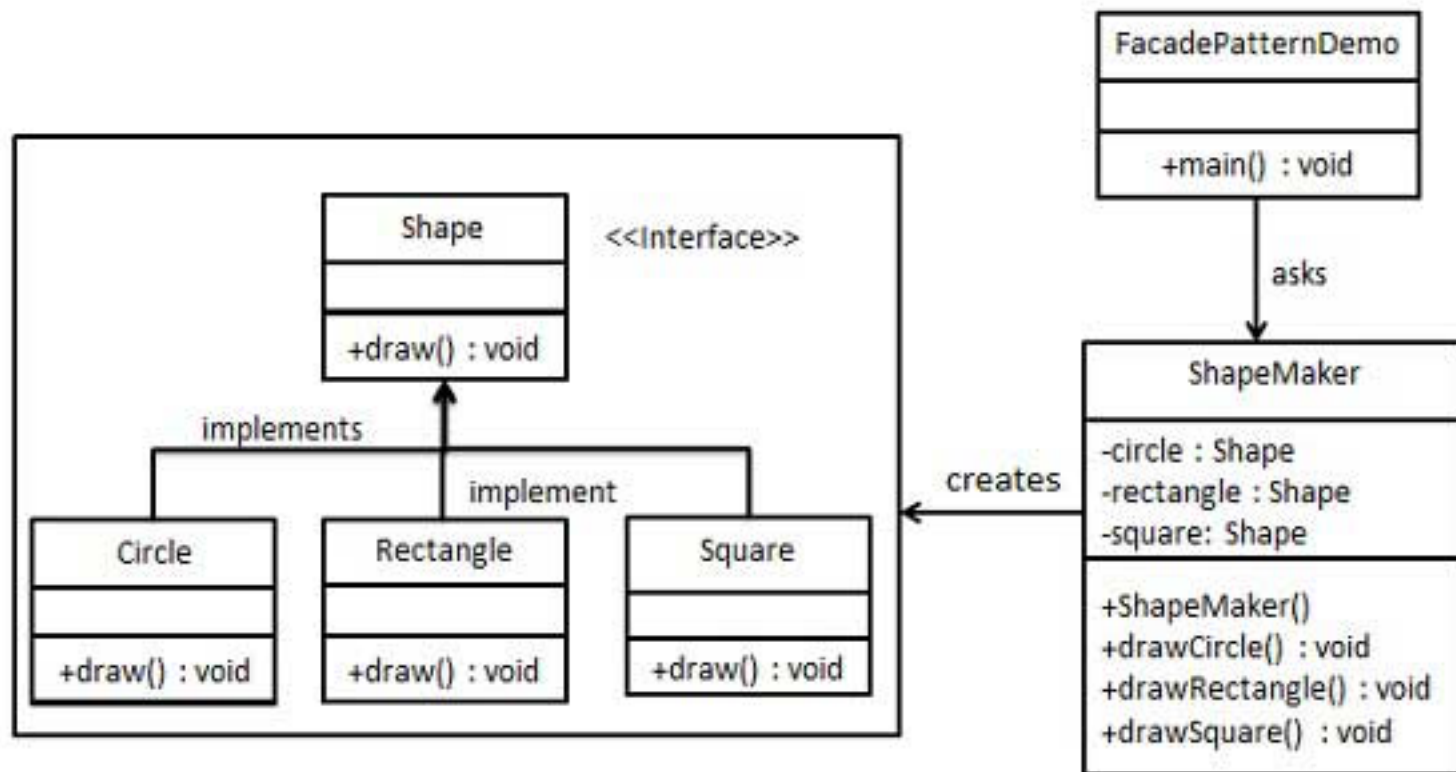 FacadePatternDemo
+main() : void
asks
Shape
<<Interface>>
+draw() : void
implements
implement
Circle
+draw() : void
Rectangle
+draw() : void
Square
+draw() : void
creates
ShapeMaker
-circle : Shape
-rectangle : Shape
-square: Shape
+ShapeMaker()
+drawCircle() : void
+drawRectangle() : void
+drawSquare() : void